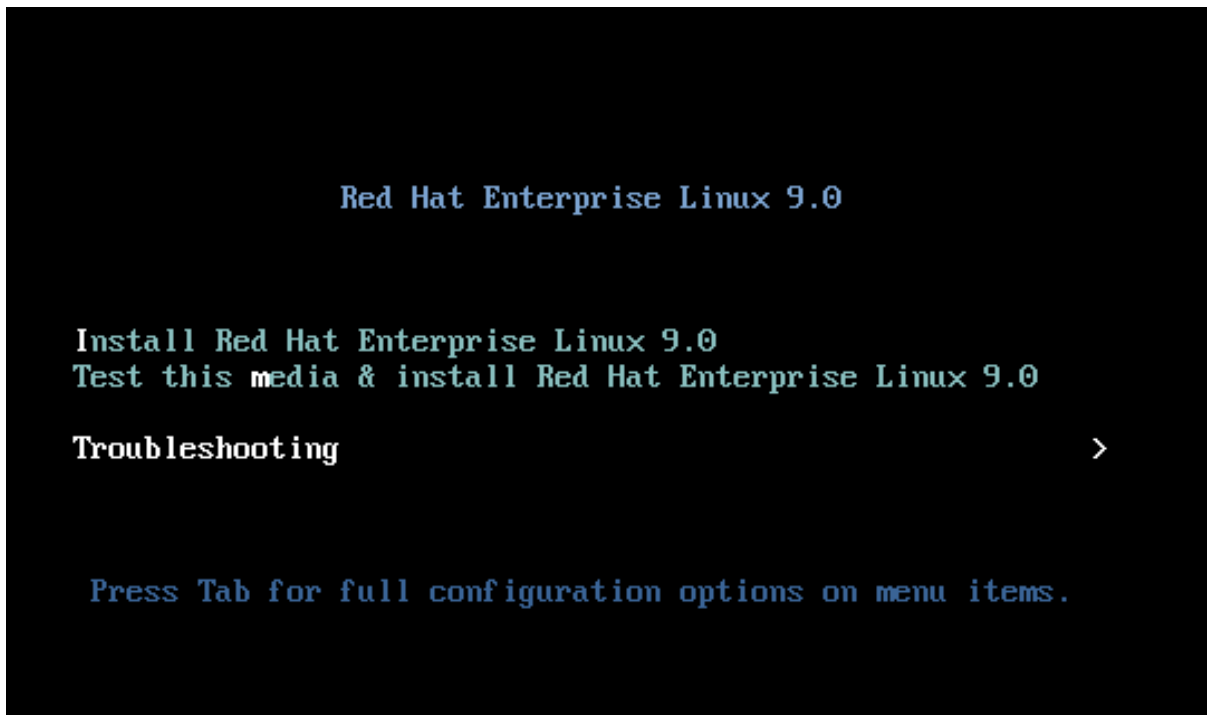 Red Hat Enterprise Linux 9.0
Install Red Hat Enterprise Linux 9.0
Test this media & install Red Hat Enterprise Linux 9.0
Troubleshooting >
Press Tab for full configuration options on menu items.